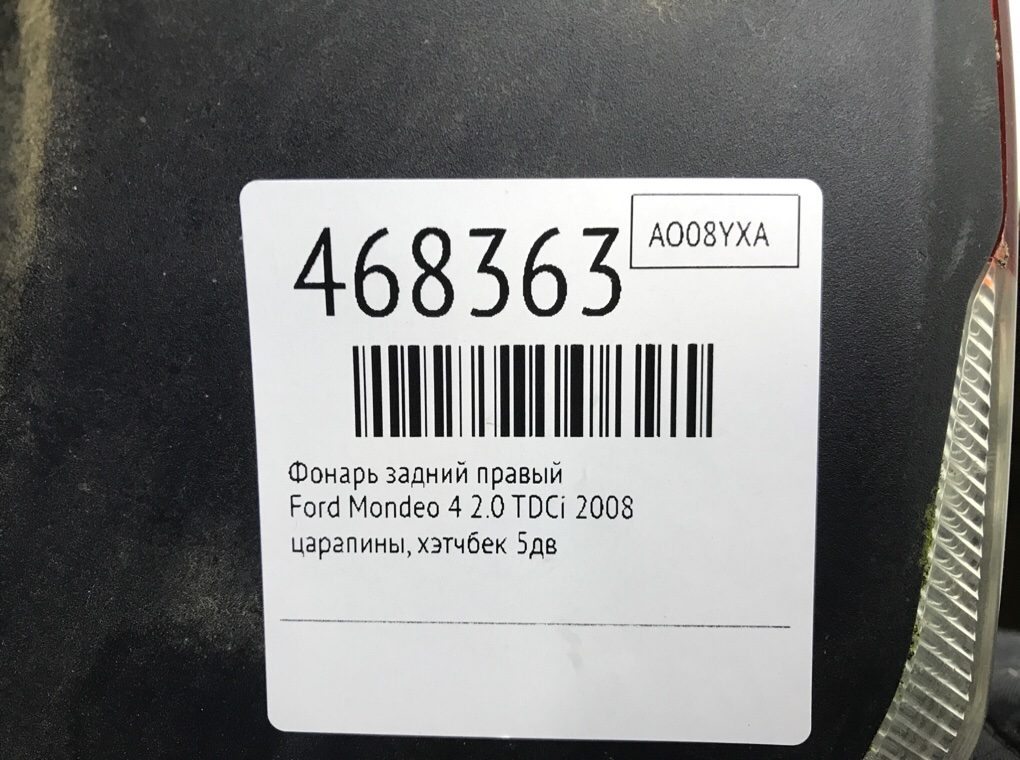 468363
AO08YXA
Фонарь задний правый
Ford Mondeo 4 2.0 TDCi 2008
царапины, хэтчбек 5дв